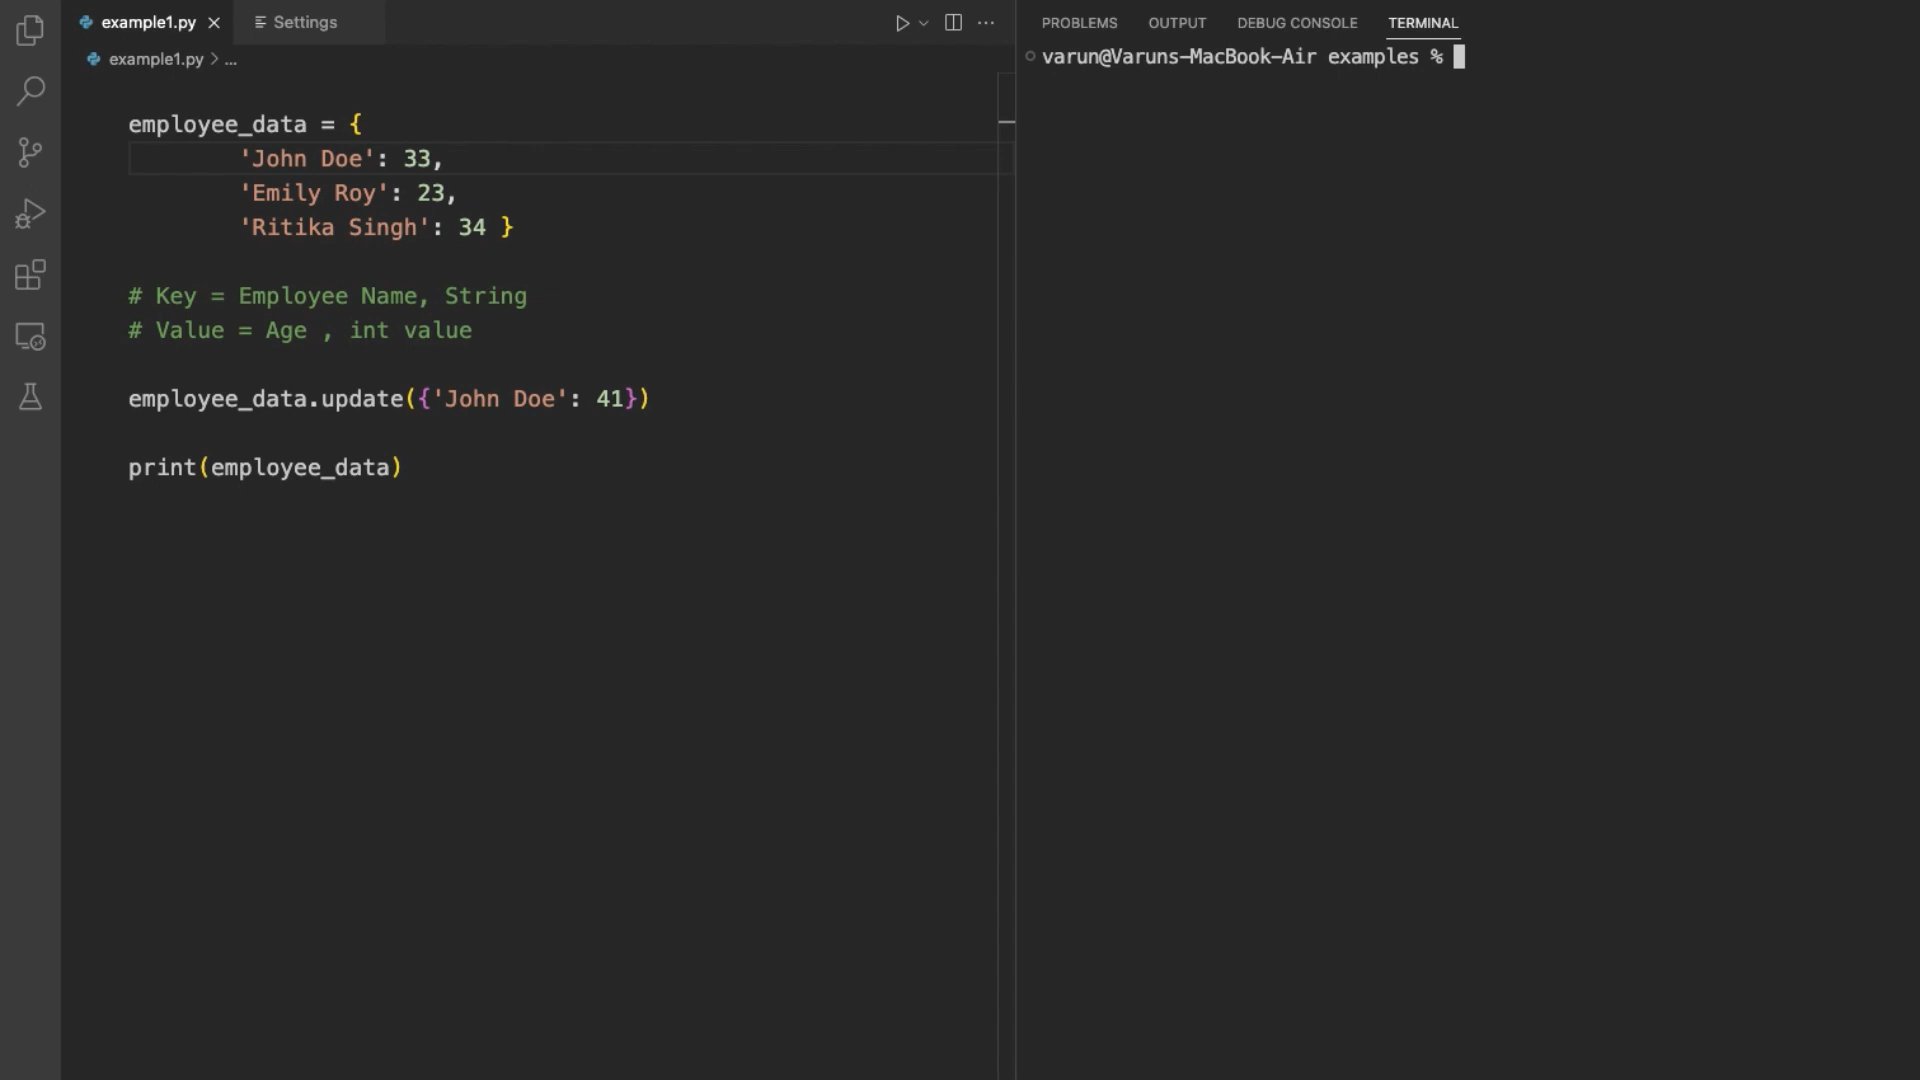 example1.py
Settings
example1.py > ...
employee_data = {
'John Doe': 33,
'Emily Roy': 23,
'Ritika Singh': 34 }
# Key = Employee Name, String
# Value = Age , int value
employee_data.update({'John Doe': 41})
print(employee_data)
PROBLEMS OUTPUT DEBUG CONSOLE TERMINAL
varun@Varuns-MacBook-Air examples %